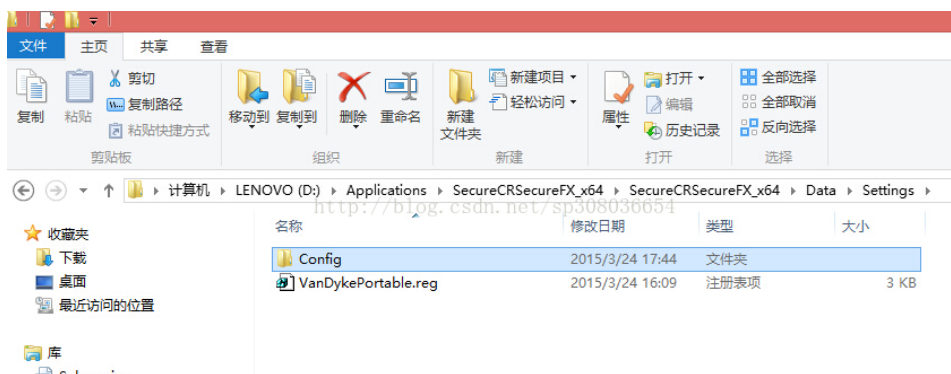 文件 主页 共享 查看
剪切
复制路径
粘贴快捷方式
复制 粘贴
剪贴板
移动到 复制到 删除 重命名
组织
新建项目
轻松访问
新建
文件夹
新建
属性
打开
编辑
历史记录
打开
全部选择
全部取消
反向选择
选择
计算机 LENOVO (D:) Applications SecureCRSecureFX_x64 SecureCRSecureFX_x64 Data Settings
http://blog.csdn.net/sp308036654
名称 修改日期 类型 大小
Config 2015/3/24 17:44 文件夹
VanDykePortable.reg 2015/3/24 16:09 注册表项 3 KB
收藏夹
下载
桌面
最近访问的位置
库